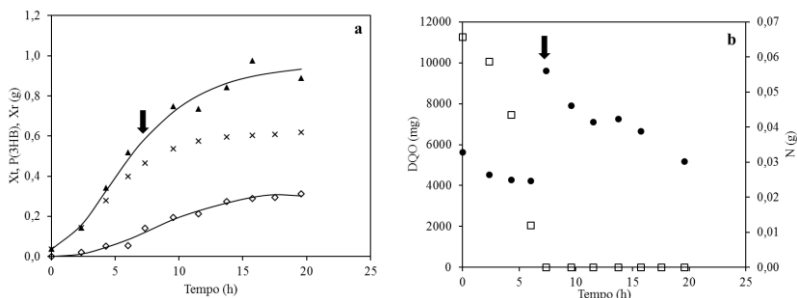 1,2
1,0
0,8
0,6
0,4
0,2
0,0
Xt, P(3HB), Xr (g)
0 5 10 15 20 25
Tempo (h)
a
12000
10000
8000
6000
4000
2000
0
DQO (mg)
0 5 10 15 20 25
Tempo (h)
b
0,07
0,06
0,05
0,04
0,03
0,02
0,01
0,00
N (g)